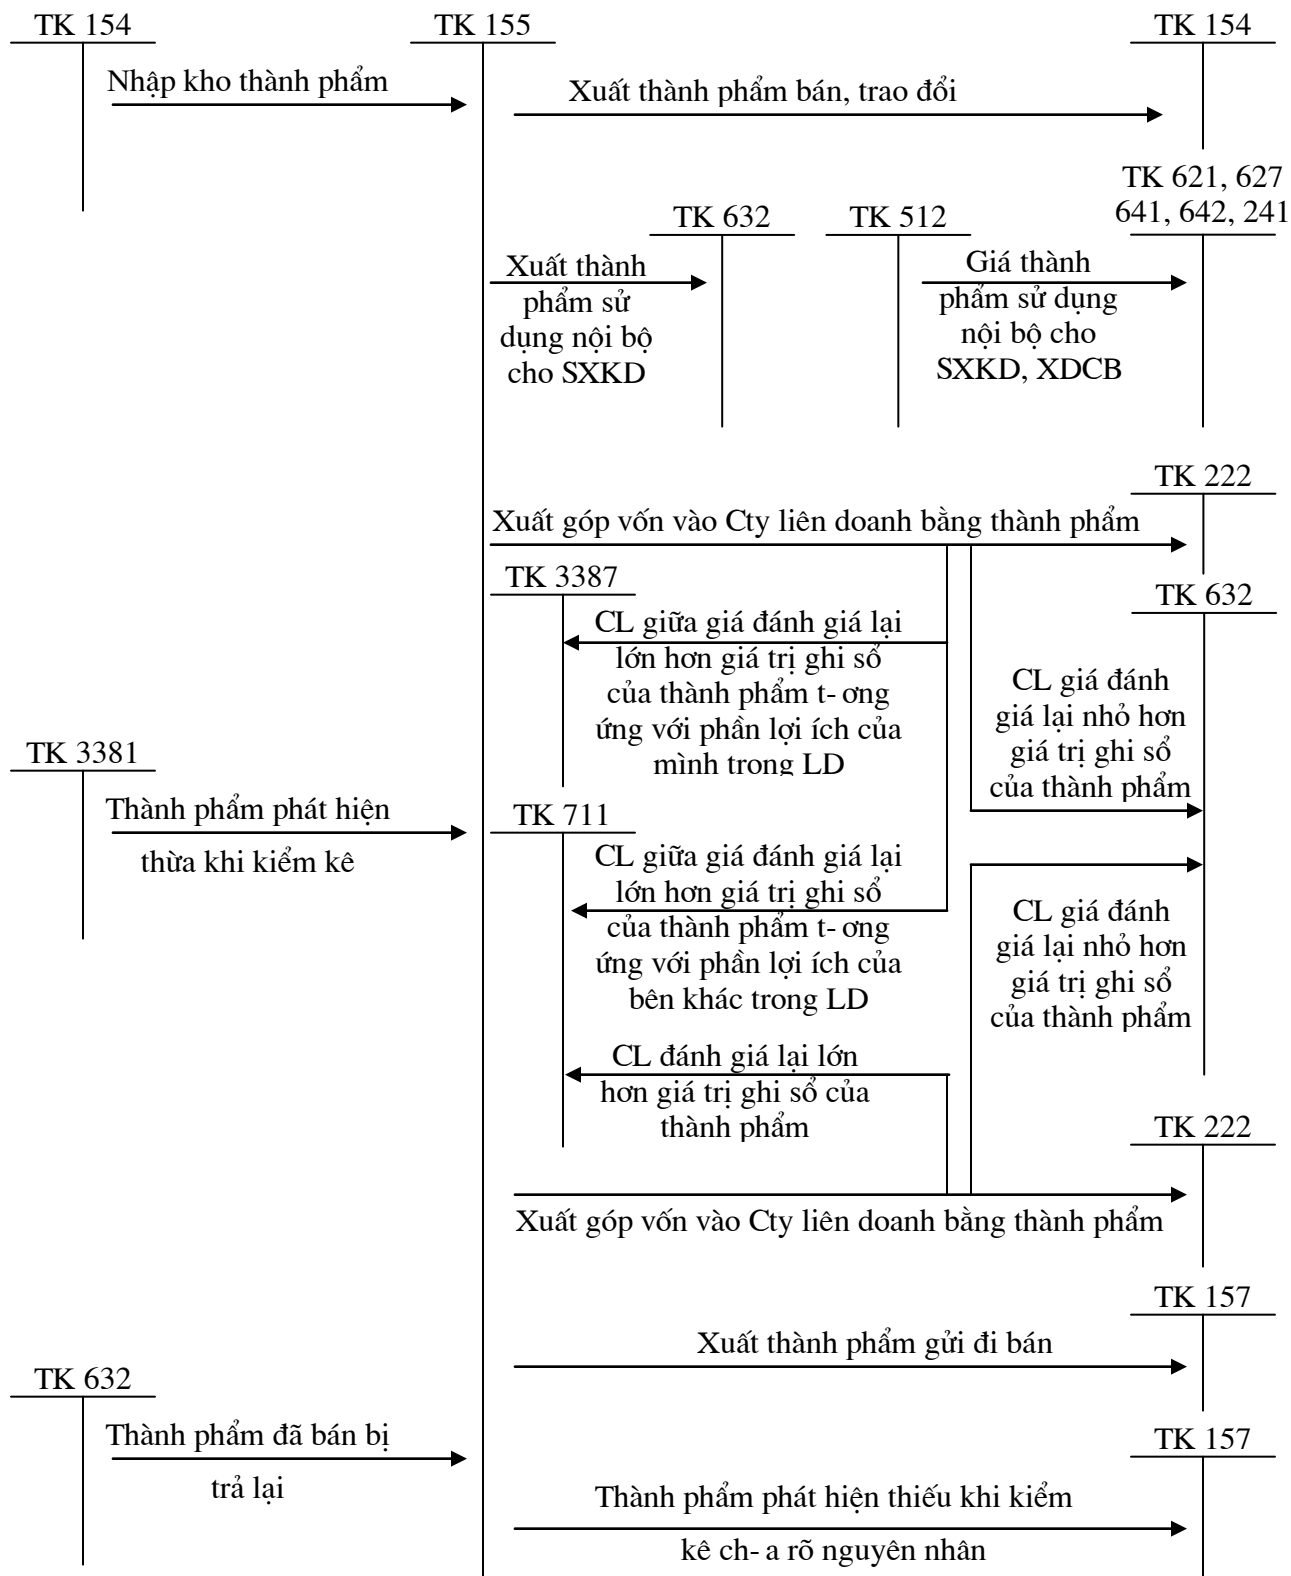 TK 154
TK 155
TK 154
Nhập kho thành phẩm
Xuất thành phẩm bán, trao đổi
TK 621, 627
641, 642, 241
TK 632
TK 512
Xuất thành
phẩm sử
dụng nội bộ
cho SXKD
Giá thành
phẩm sử dụng
nội bộ cho
SXKD, XDCB
TK 222
Xuất góp vốn vào Cty liên doanh bằng thành phẩm
TK 3387
TK 632
CL giữa giá đánh giá lại
lớn hơn giá trị ghi sổ
của thành phẩm t- ơng
ứng với phần lợi ích của
mình trong LD
CL giá đánh
giá lại nhỏ hơn
giá trị ghi sổ
của thành phẩm
TK 3381
Thành phẩm phát hiện
thừa khi kiểm kê
TK 711
CL giữa giá đánh giá lại
lớn hơn giá trị ghi sổ
của thành phẩm t- ơng
ứng với phần lợi ích của
bên khác trong LD
CL giá đánh
giá lại nhỏ hơn
giá trị ghi sổ
của thành phẩm
CL đánh giá lại lớn
hơn giá trị ghi sổ của
thành phẩm
TK 222
Xuất góp vốn vào Cty liên doanh bằng thành phẩm
TK 157
Xuất thành phẩm gửi đi bán
TK 632
Thành phẩm đã bán bị
trả lại
TK 157
Thành phẩm phát hiện thiếu khi kiểm
kê ch- a rõ nguyên nhân